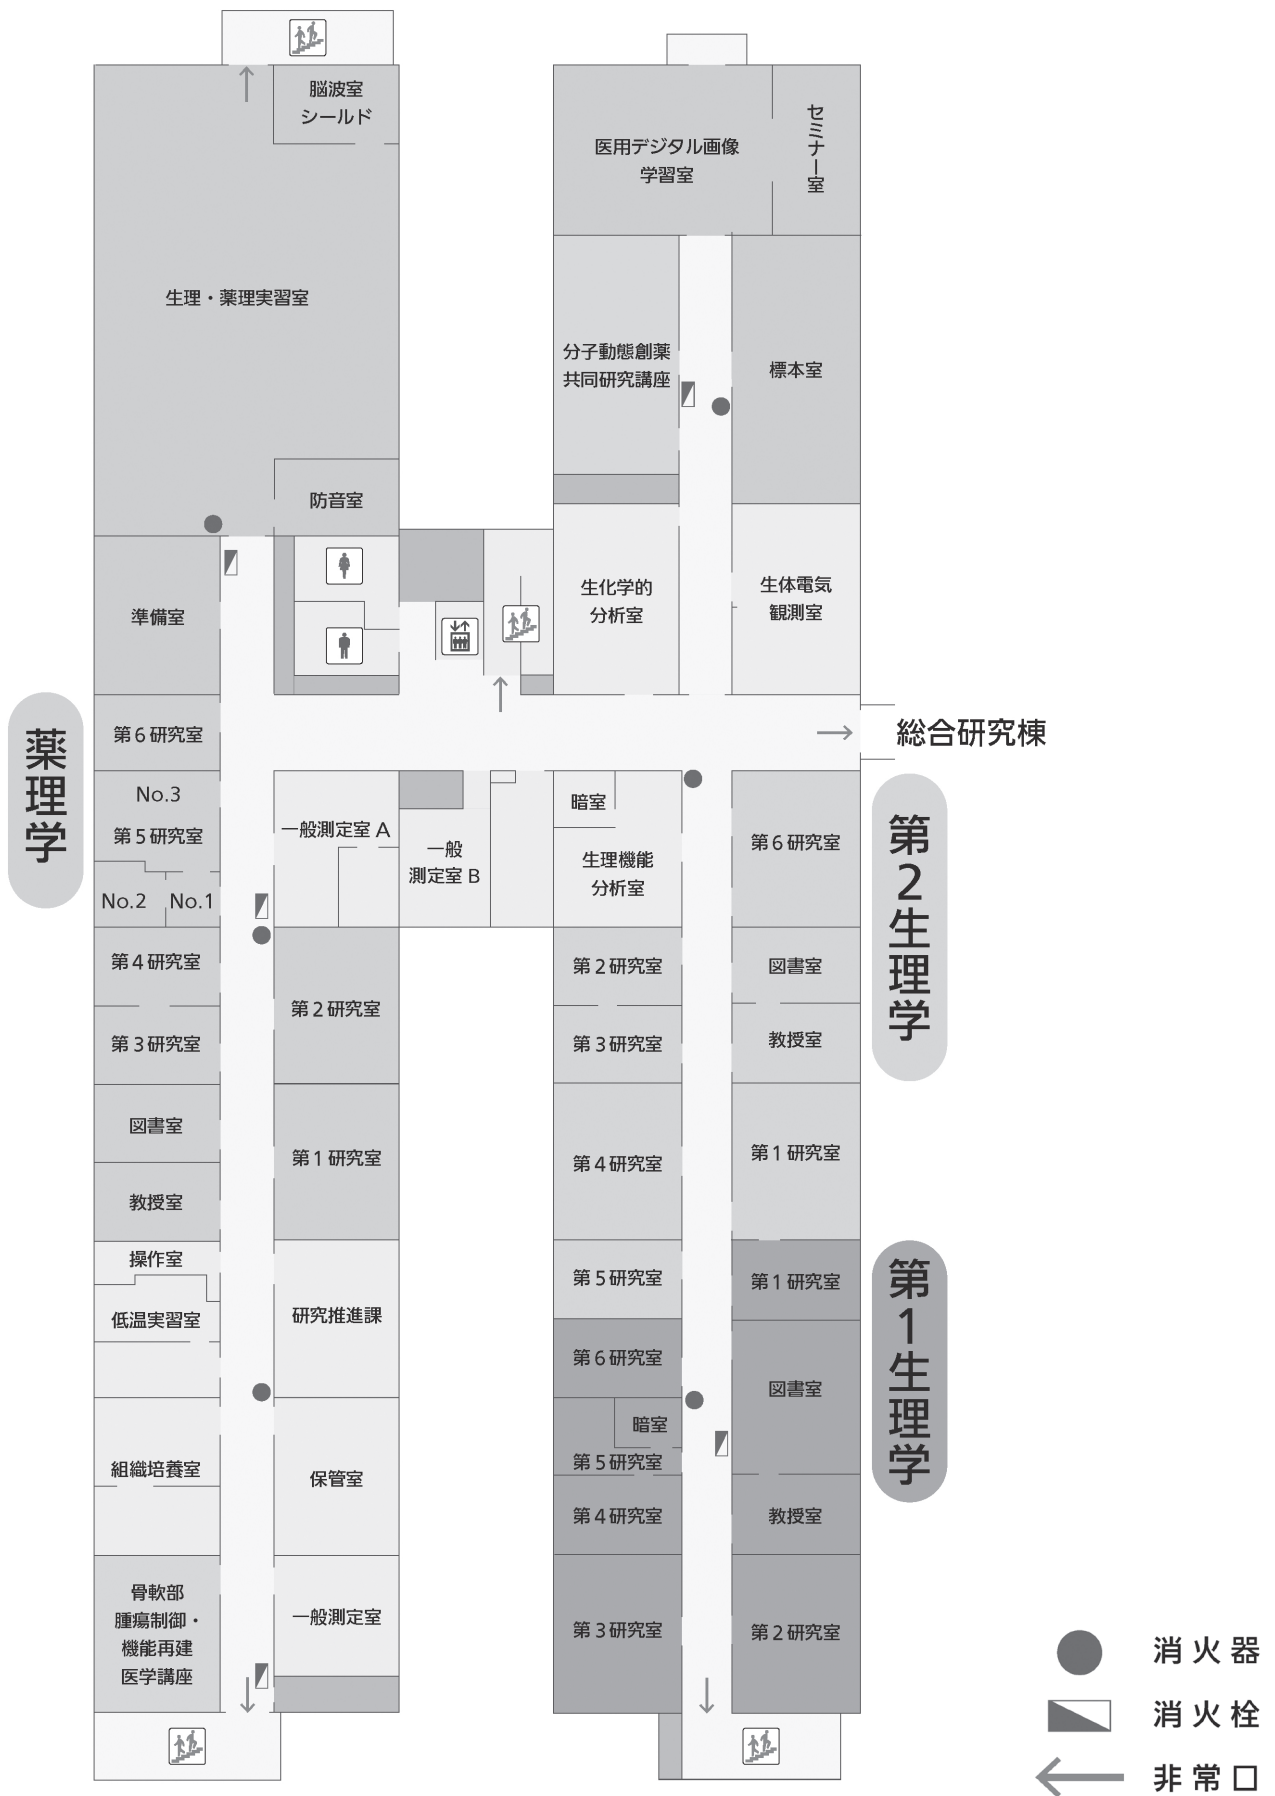 脳波室
シールド
生理・薬理実習室
防音室
準備室
第6研究室
No.3
第5研究室
No.2
No.1
第4研究室
第3研究室
図書室
教授室
操作室
低温実習室
組織培養室
骨軟部
腫瘍制御・
機能再建
医学講座
一般測定室 A
第2研究室
第1研究室
研究推進課
保管室
一般測定室
一般
測定室 B
薬理学
医用デジタル画像
学習室
セミナー室
分子動態創薬
共同研究講座
標本室
生化学的
分析室
生体電気
観測室
総合研究棟
暗室
生理機能
分析室
第2研究室
第3研究室
第4研究室
第5研究室
第6研究室
暗室
第5研究室
第4研究室
第3研究室
第6研究室
図書室
教授室
第1研究室
第1研究室
図書室
教授室
第2研究室
第2生理学
第1生理学
消火器
消火栓
非常口